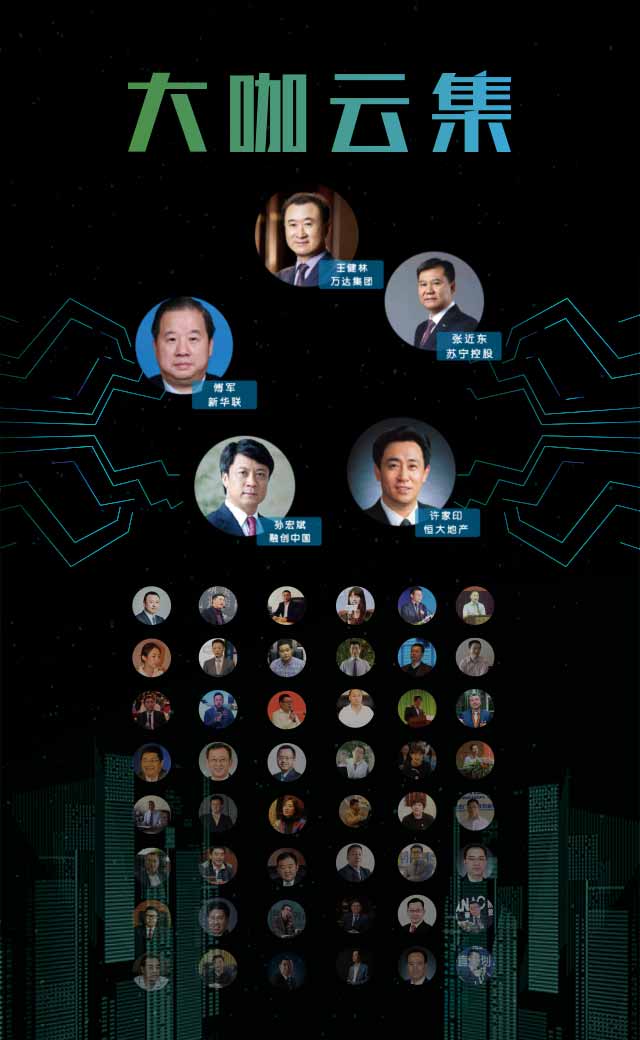 大咖云集
王健林
万达集团
张近东
苏宁控股
傅军
新华联
孙宏斌
融创中国
许家印
恒大地产